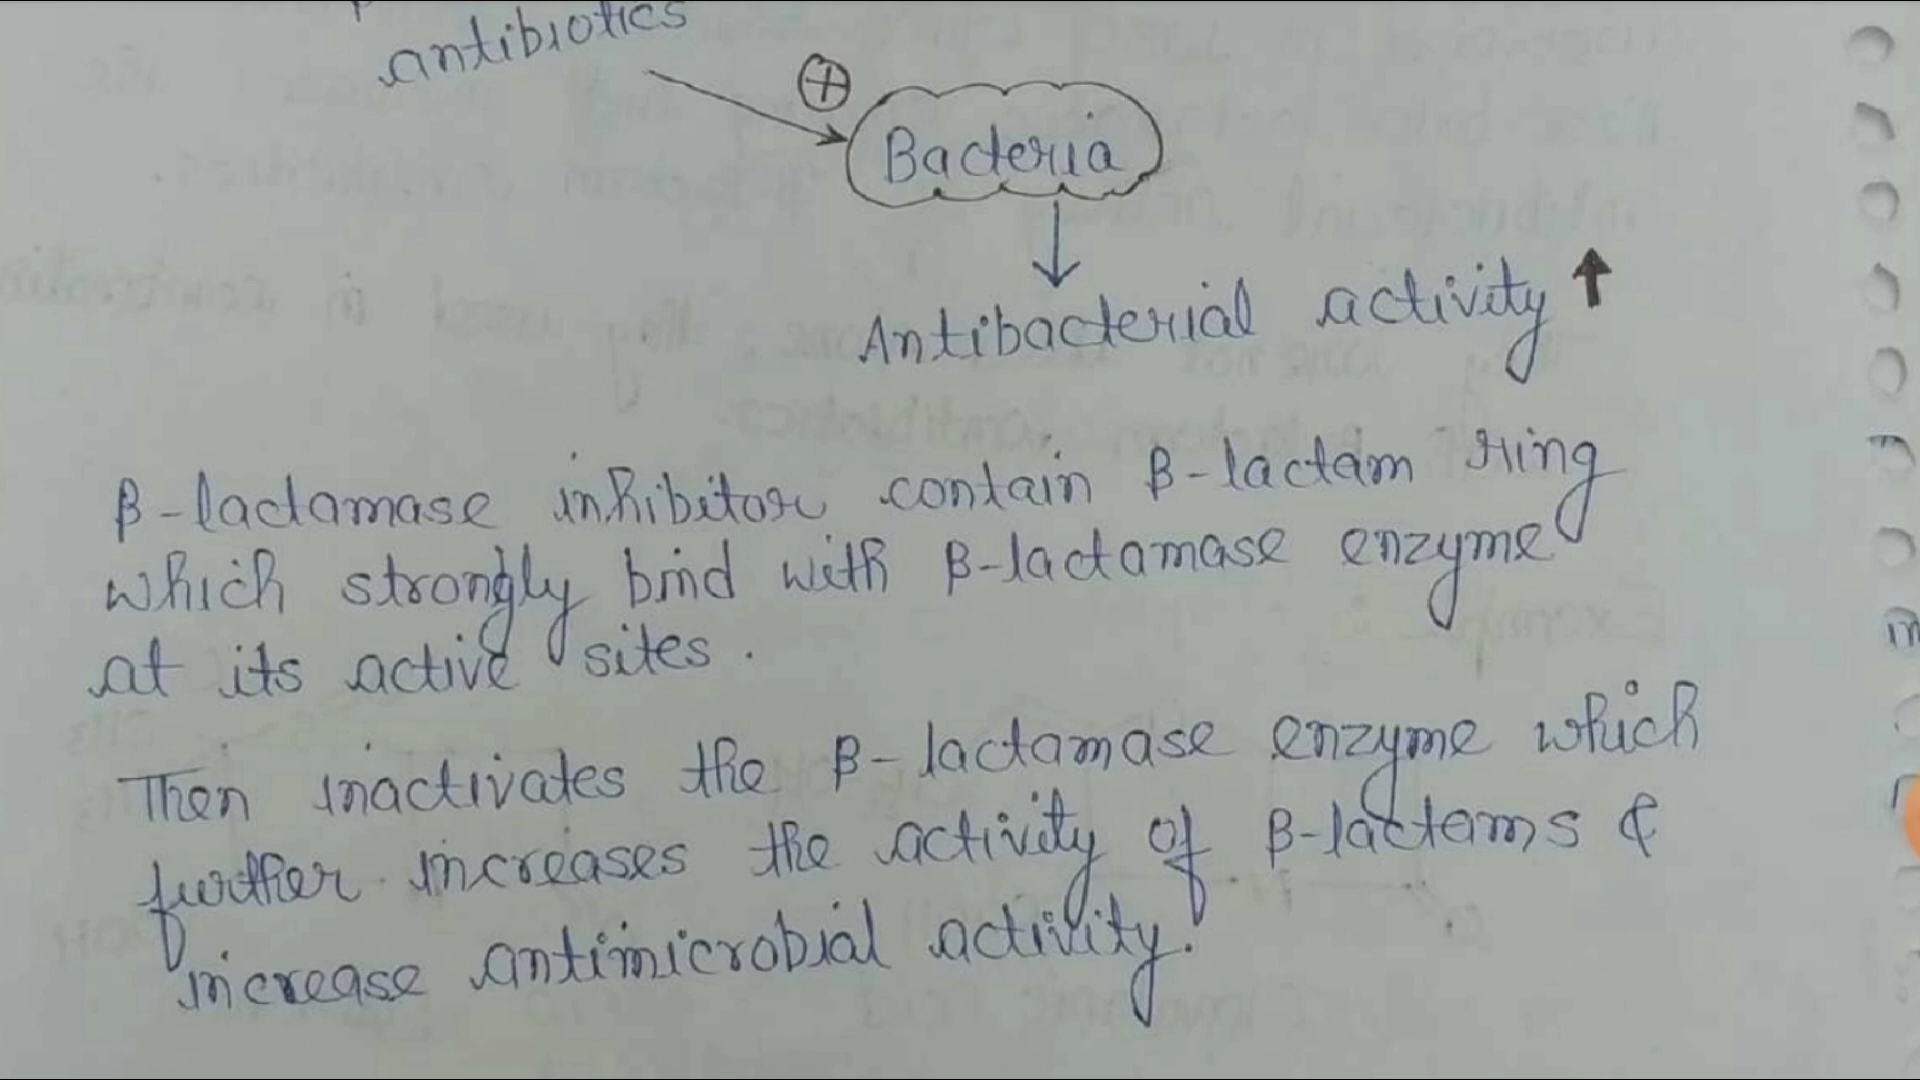 antibiotics
⊕
Bacteria
Antibacterial activity ↑
β-lactamase inhibitor contain β-lactam ring
which strongly bind with β-lactamase enzyme
at its active sites.
Then inactivates the β-lactamase enzyme which
further increases the activity of β-lactams &
increase antimicrobial activity.